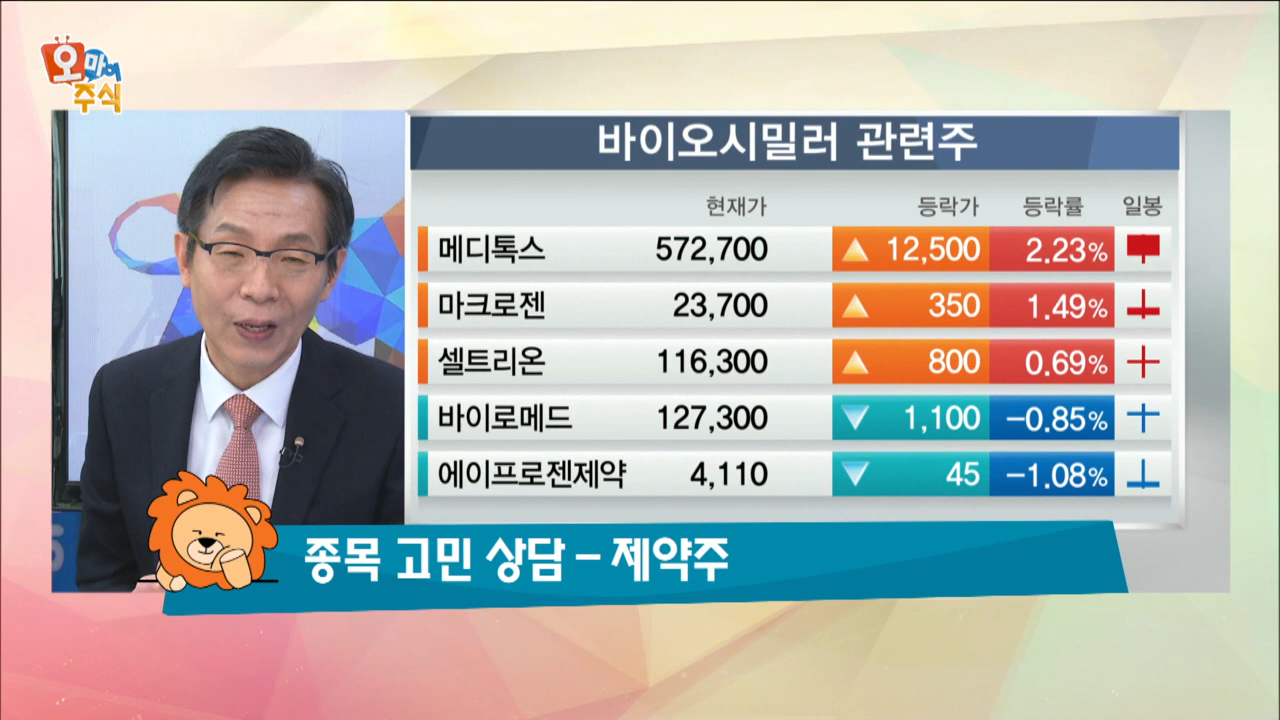 오마이
주식
바이오시밀러 관련주
현재가 등락가 등락률 일봉
메디톡스 572,700 ▲ 12,500 2.23%
마크로젠 23,700 ▲ 350 1.49%
셀트리온 116,300 ▲ 800 0.69%
바이로메드 127,300 ▼ 1,100 -0.85%
에이프로젠제약 4,110 ▼ 45 -1.08%
종목 고민 상담 - 제약주